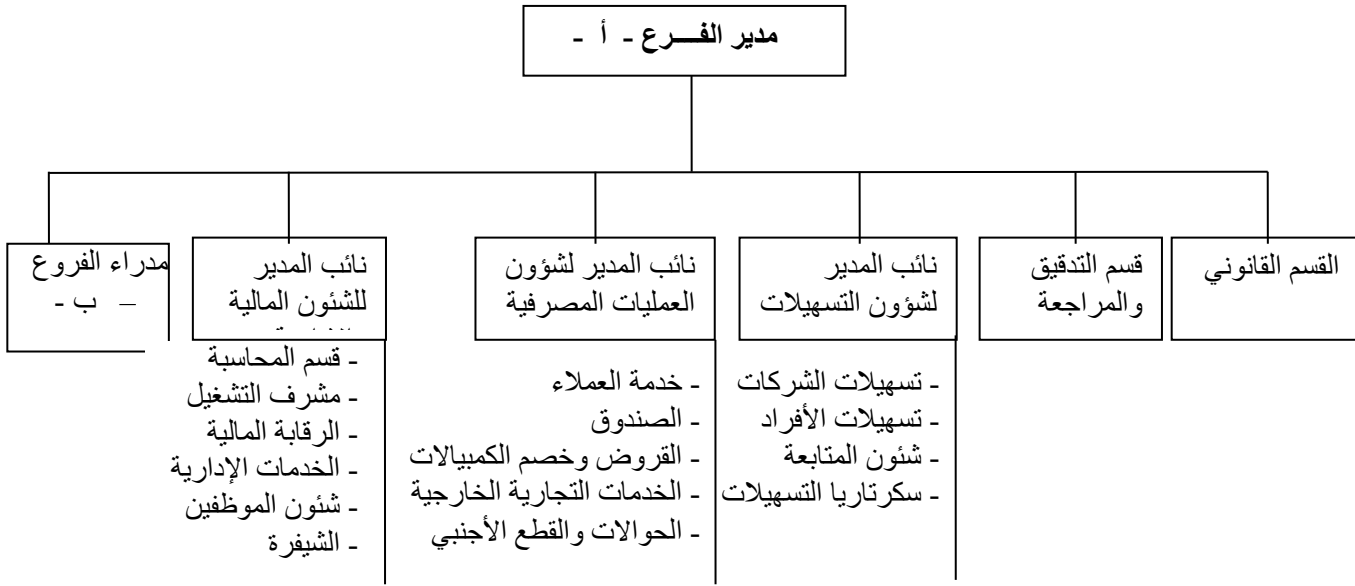 مدير الفـــرع - أ -
القسم القانوني
قسم التدقيق
والمراجعة
نائب المدير
لشؤون التسهيلات
- تسهيلات الشركات
- تسهيلات الأفراد
- شئون المتابعة
- سكرتاريا التسهيلات
نائب المدير لشؤون
العمليات المصرفية
- خدمة العملاء
- الصندوق
- القروض وخصم الكمبيالات
- الخدمات التجارية الخارجية
- الحوالات والقطع الأجنبي
نائب المدير
للشئون المالية
- قسم المحاسبة
- مشرف التشغيل
- الرقابة المالية
- الخدمات الإدارية
- شئون الموظفين
- الشيفرة
مدراء الفروع
– ب -